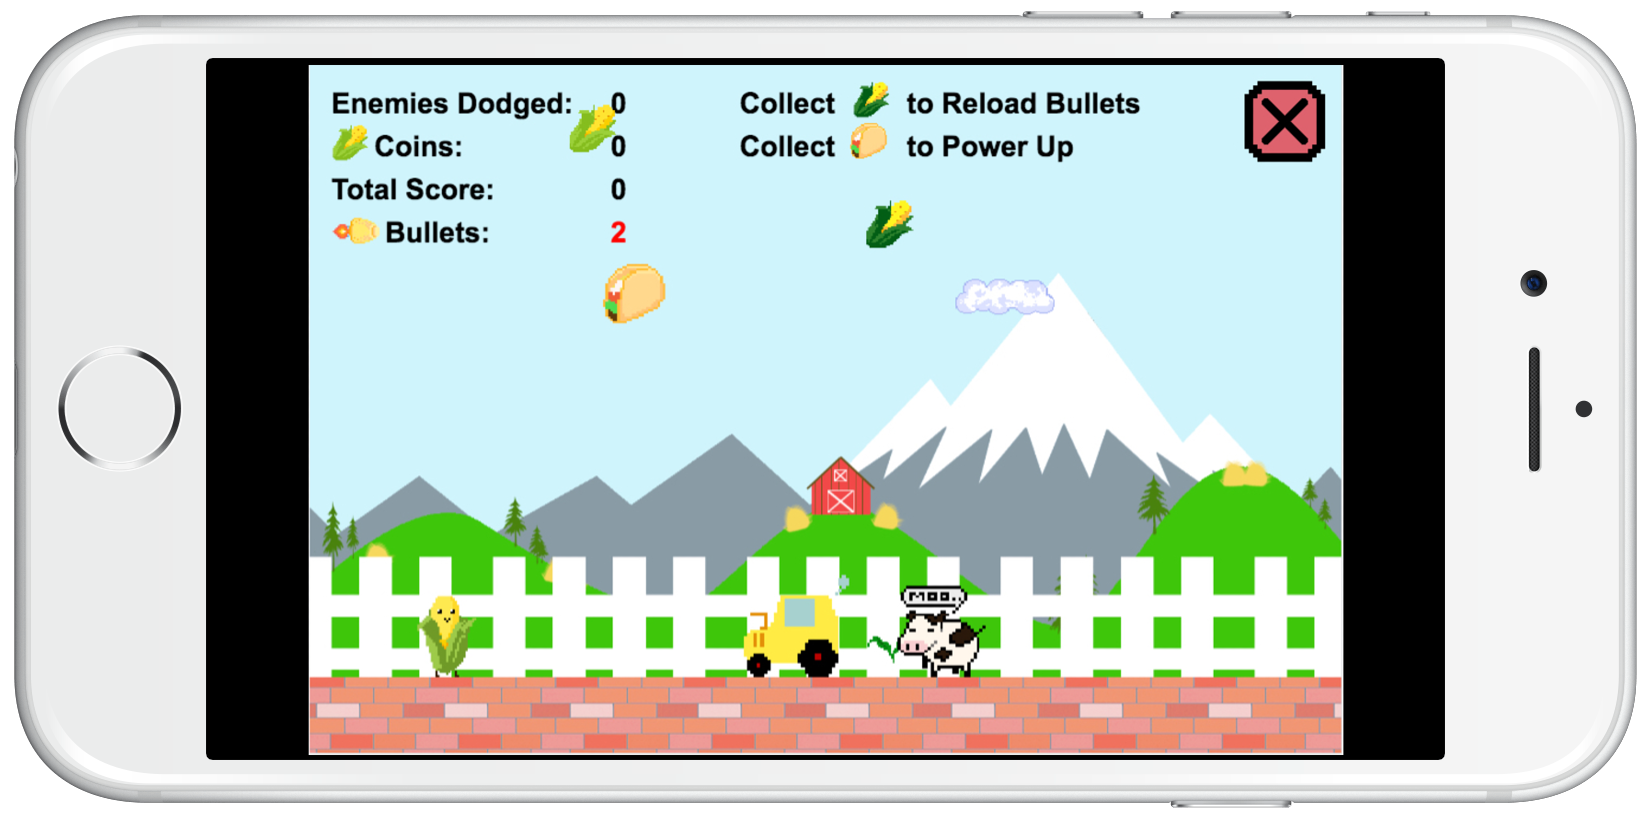 Enemies Dodged: 0
Coins: 0
Total Score: 0
Bullets: 2
Collect to Reload Bullets
Collect to Power Up
MOO..